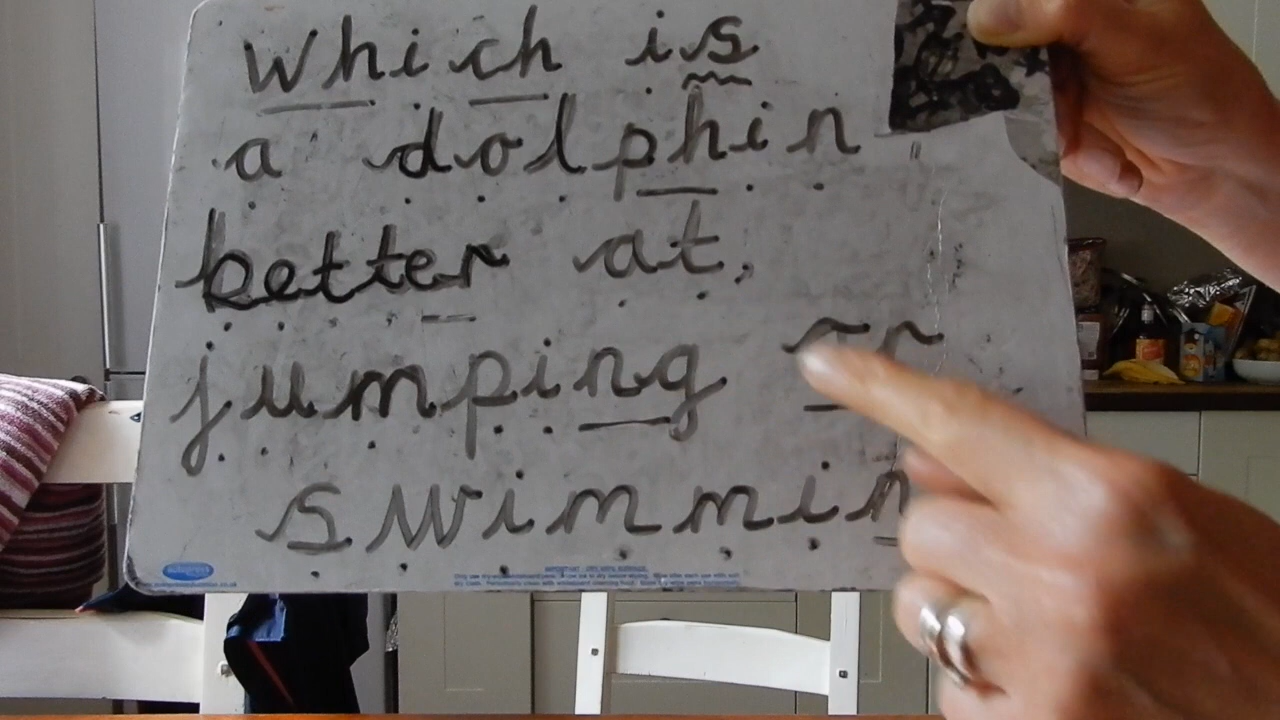 which is
a dolphin
better at,
jumping or
swimmin